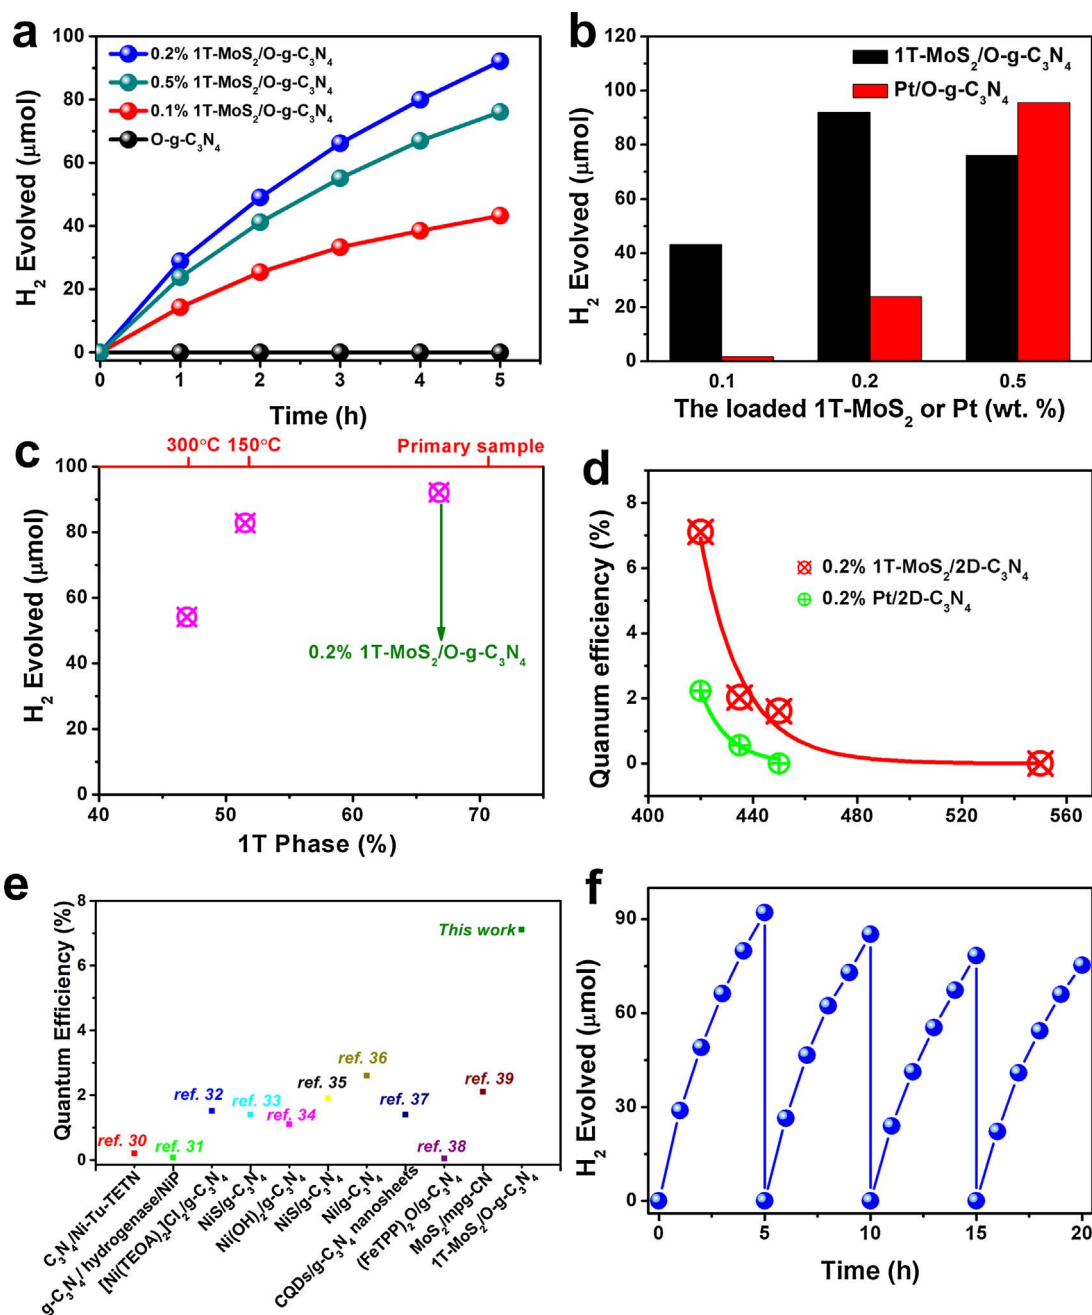 a
100
80
60
40
20
0
H₂ Evolved (μmol)
0.2% 1T-MoS₂/O-g-C₃N₄
0.5% 1T-MoS₂/O-g-C₃N₄
0.1% 1T-MoS₂/O-g-C₃N₄
O-g-C₃N₄
0 1 2 3 4 5
Time (h)
b
120
100
80
60
40
20
0
H₂ Evolved (μmol)
1T-MoS₂/O-g-C₃N₄
Pt/O-g-C₃N₄
0.1 0.2 0.5
The loaded 1T-MoS₂ or Pt (wt. %)
c
300°C 150°C Primary sample
100
80
60
40
20
0
H₂ Evolved (μmol)
0.2% 1T-MoS₂/O-g-C₃N₄
40 50 60 70
1T Phase (%)
d
8
6
4
2
0
Quanum efficiency (%)
0.2% 1T-MoS₂/2D-C₃N₄
0.2% Pt/2D-C₃N₄
400 440 480 520 560
e
8
6
4
2
0
Quantum Efficiency (%)
This work
ref. 30
ref. 31
ref. 32
ref. 33
ref. 34
ref. 35
ref. 36
ref. 37
ref. 38
ref. 39
C₃N₄/Ni-Tu-TETN
g-C₃N₄/ hydrogenase/NiP
[Ni(TEOA)₂]Cl₂/g-C₃N₄
NiS/g-C₃N₄
Ni(OH)₂/g-C₃N₄
NiS/g-C₃N₄
Ni/g-C₃N₄
CQDs/g-C₃N₄ nanosheets
(FeTPP)₂O/g-C₃N₄
MoS₂/mpg-CN
1T-MoS₂/O-g-C₃N₄
f
90
60
30
0
H₂ Evolved (μmol)
0 5 10 15 20
Time (h)